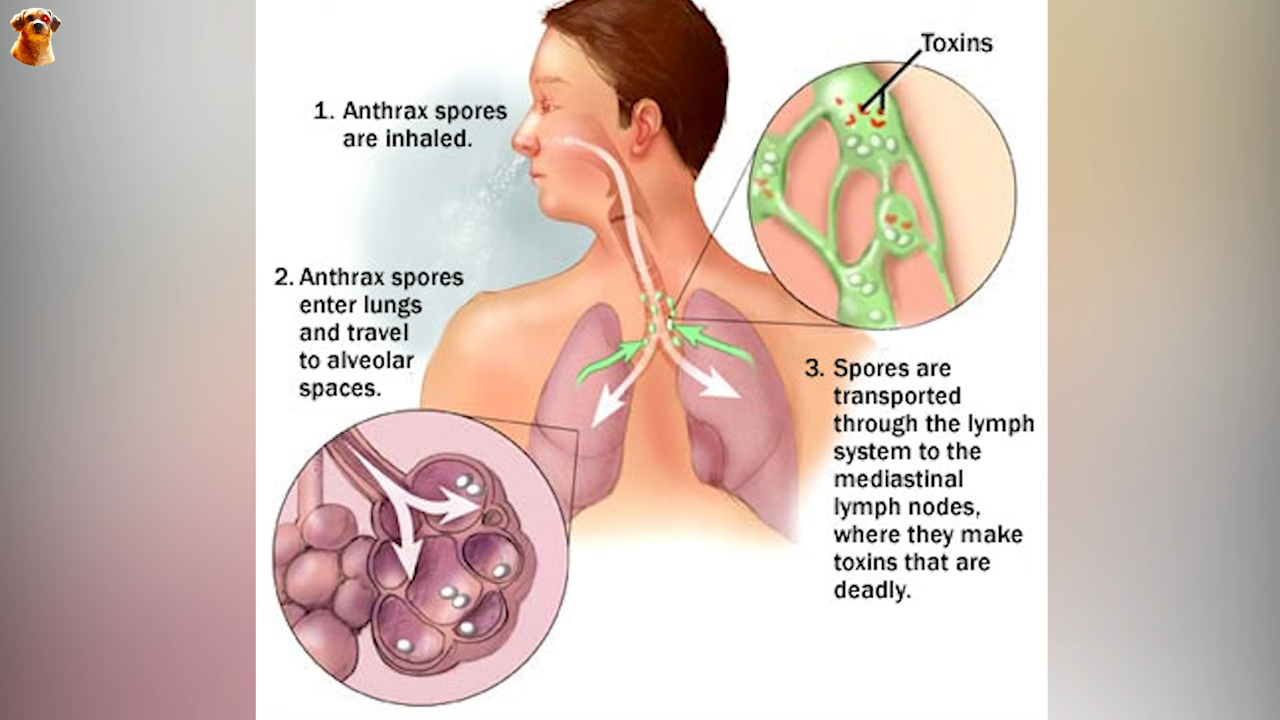 Toxins
1. Anthrax spores
are inhaled.
2. Anthrax spores
enter lungs
and travel
to alveolar
spaces.
3. Spores are
transported
through the lymph
system to the
mediastinal
lymph nodes,
where they make
toxins that are
deadly.